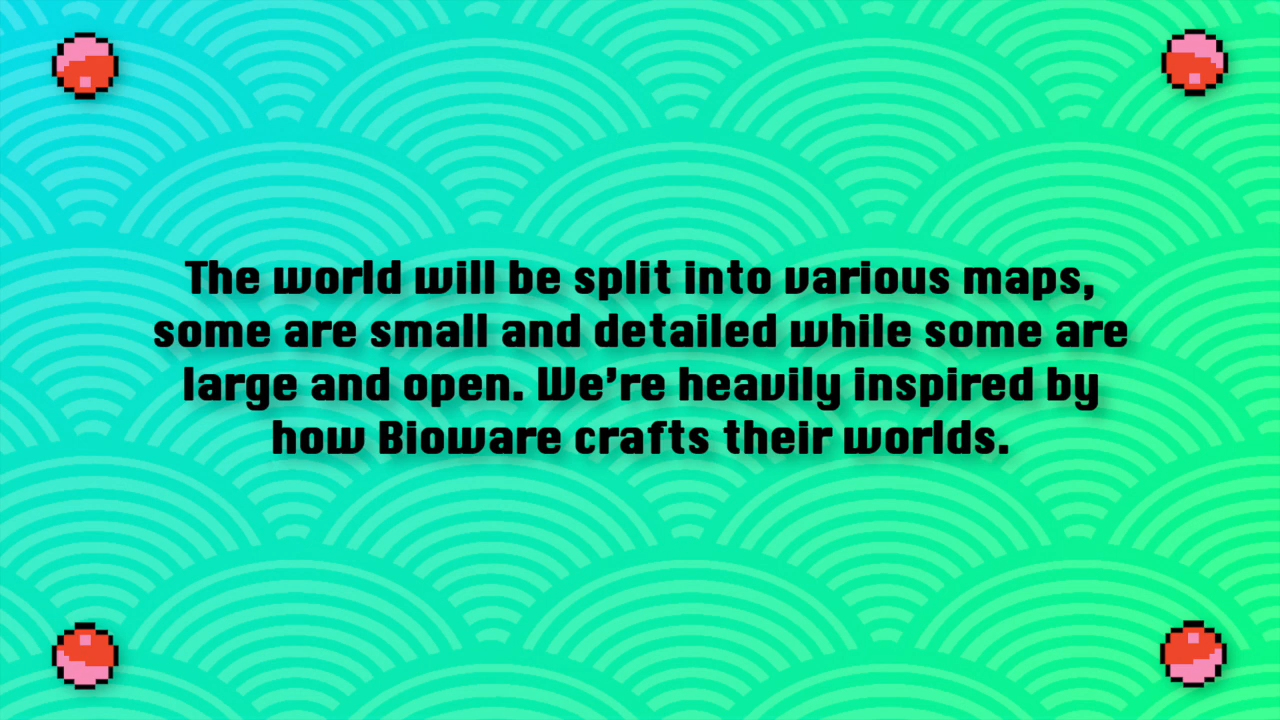 The world will be split into various maps,
some are small and detailed while some are
large and open. We’re heavily inspired by
how Bioware crafts their worlds.